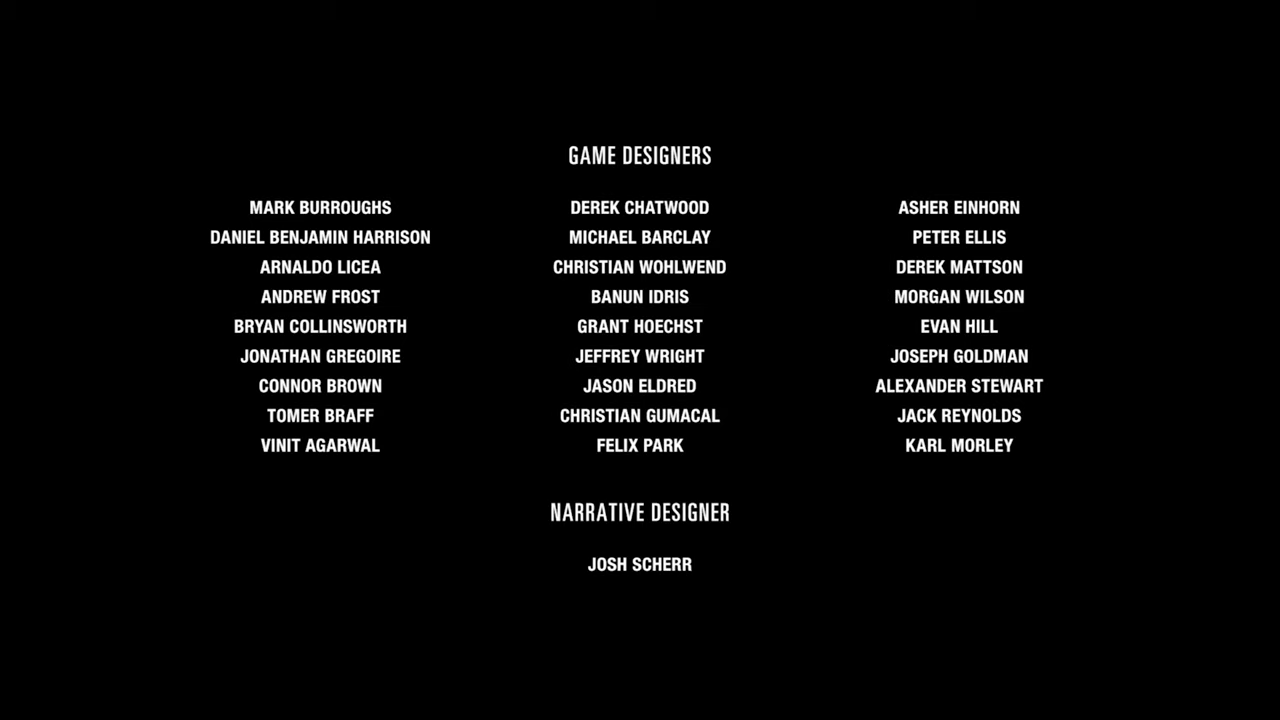 GAME DESIGNERS
MARK BURROUGHS DEREK CHATWOOD ASHER EINHORN
DANIEL BENJAMIN HARRISON MICHAEL BARCLAY PETER ELLIS
ARNALDO LICEA CHRISTIAN WOHLWEND DEREK MATTSON
ANDREW FROST BANUN IDRIS MORGAN WILSON
BRYAN COLLINSWORTH GRANT HOECHST EVAN HILL
JONATHAN GREGOIRE JEFFREY WRIGHT JOSEPH GOLDMAN
CONNOR BROWN JASON ELDRED ALEXANDER STEWART
TOMER BRAFF CHRISTIAN GUMACAL JACK REYNOLDS
VINIT AGARWAL FELIX PARK KARL MORLEY
NARRATIVE DESIGNER
JOSH SCHERR